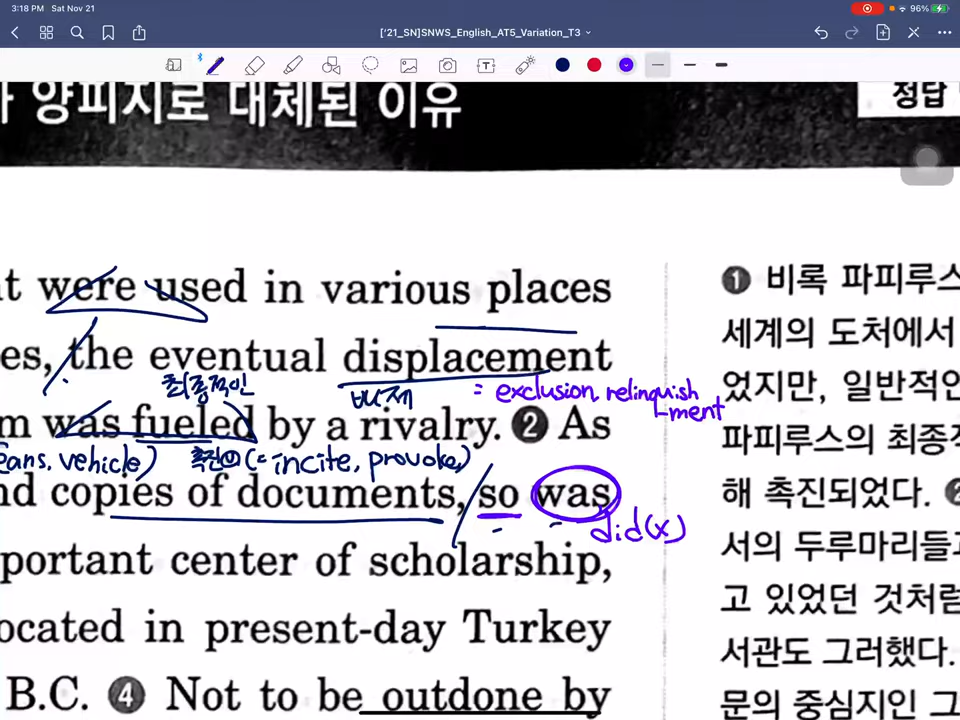 3:18 PM Sat Nov 21
96%
['21_SN]SNWS_English_AT5_Variation_T3
양피지로 대체된 이유
정답
t were used in various places
es, the eventual displacement
최종적인
배제
= exclusion, relinquish
-ment
m was fueled by a rivalry. ❷ As
eans, vehicle)
촉진 (= incite, provoke,)
nd copies of documents, so was
did(x)
portant center of scholarship,
ocated in present-day Turkey
B.C. ❹ Not to be outdone by
❶ 비록 파피루스
세계의 도처에서
었지만, 일반적인
파피루스의 최종적
해 촉진되었다. ❷
서의 두루마리들과
고 있었던 것처럼
서관도 그러했다.
문의 중심지인 그